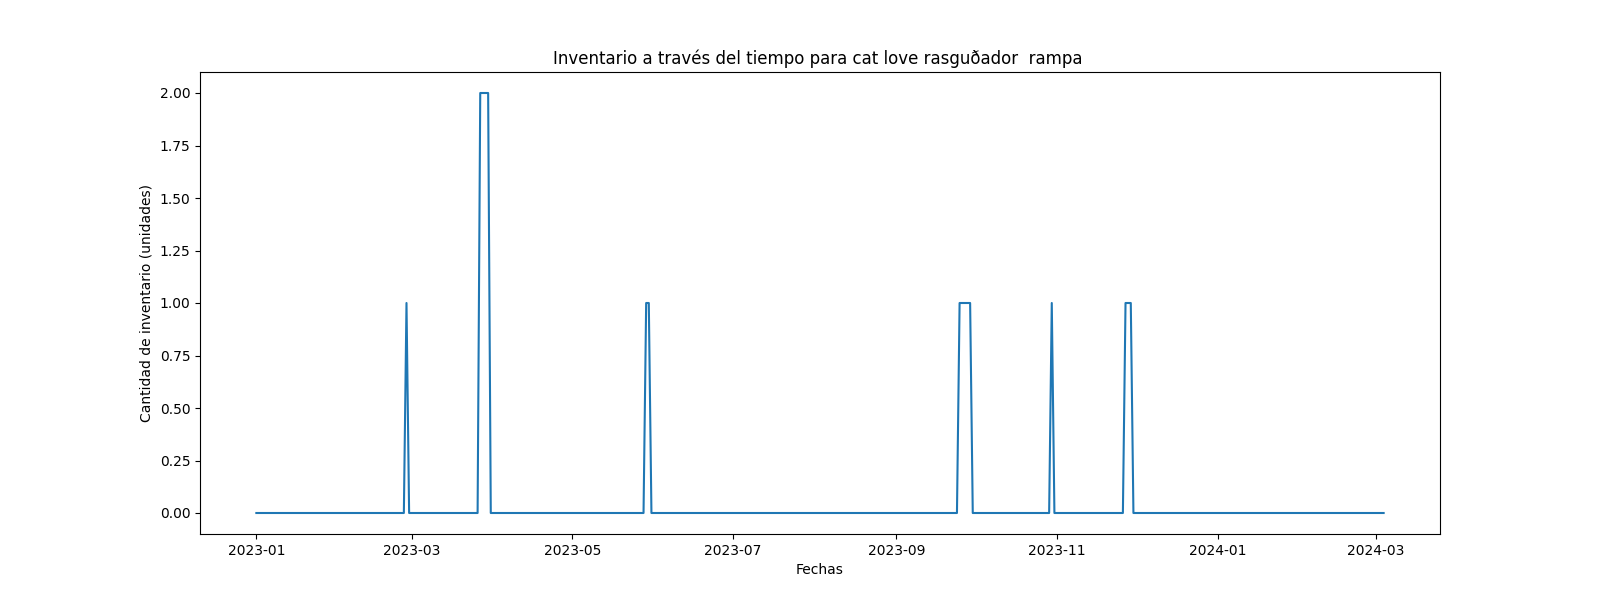 Inventario a través del tiempo para cat love rasguðador  rampa
Cantidad de inventario (unidades)
2.00
1.75
1.50
1.25
1.00
0.75
0.50
0.25
0.00
2023-01 2023-03 2023-05 2023-07 2023-09 2023-11 2024-01 2024-03
Fechas